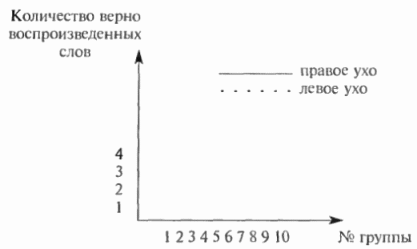 Количество верно
воспроизведенных
слов
правое ухо
левое ухо
4
3
2
1
1 2 3 4 5 6 7 8 9 10 № группы